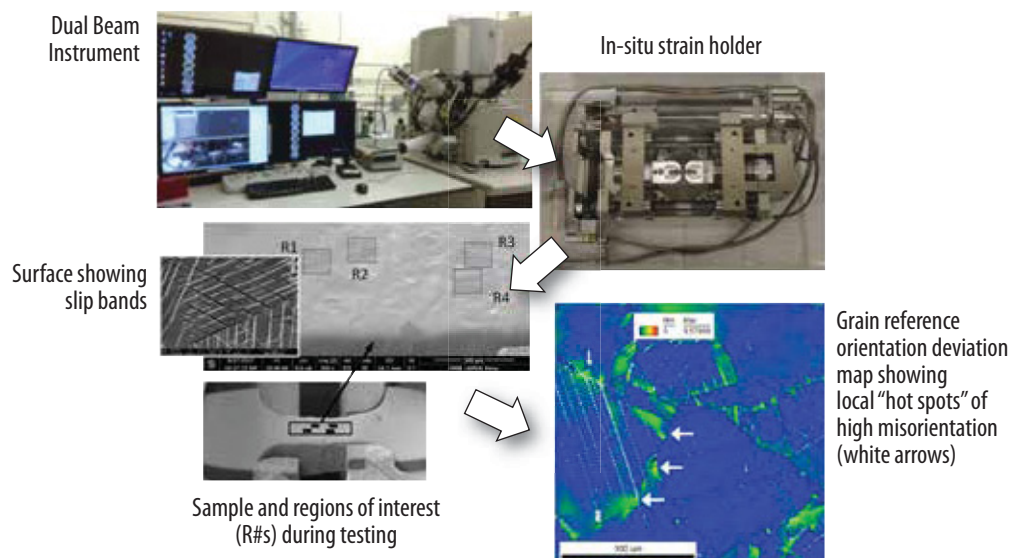 Dual Beam
Instrument
In-situ strain holder
Surface showing
slip bands
R1
R2
R3
R4
Sample and regions of interest
(R#s) during testing
Grain reference
orientation deviation
map showing
local “hot spots” of
high misorientation
(white arrows)